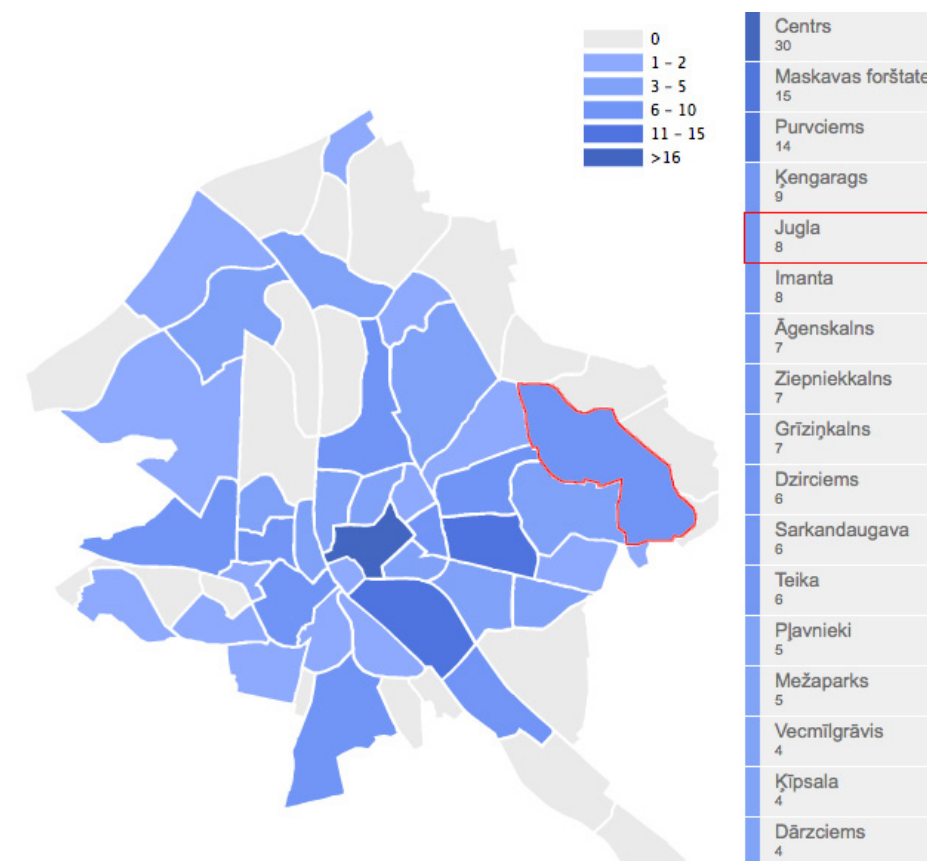 0
1 – 2
3 – 5
6 – 10
11 – 15
>16
Centrs
30
Maskavas forštate
15
Purvciems
14
Ķengarags
9
Jugla
8
Imanta
8
Āgenskalns
7
Ziepniekkalns
7
Grīziņkalns
7
Dzirciems
6
Sarkandaugava
6
Teika
6
Pļavnieki
5
Mežaparks
5
Vecmīlgrāvis
4
Ķīpsala
4
Dārzciems
4